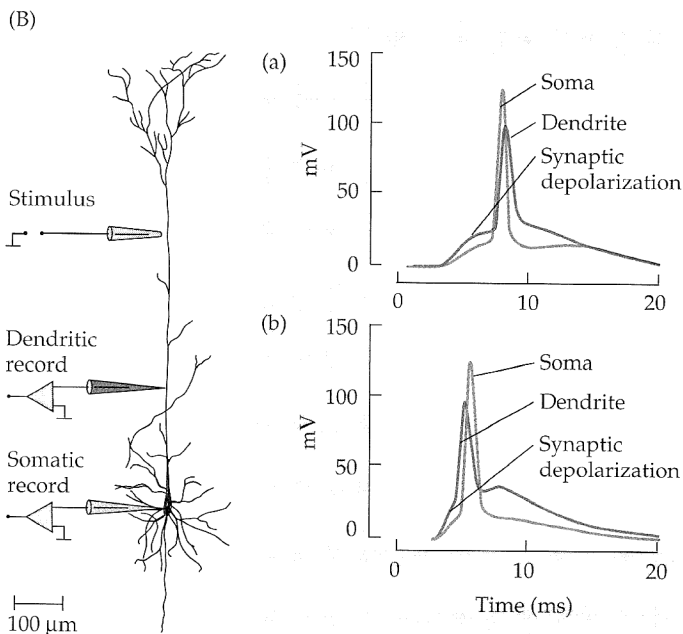 (B)
Stimulus
Dendritic
record
Somatic
record
100 μm
(a)
150
100
50
0
mV
Soma
Dendrite
Synaptic
depolarization
0
10
20
(b)
150
100
50
0
mV
Soma
Dendrite
Synaptic
depolarization
0
10
20
Time (ms)